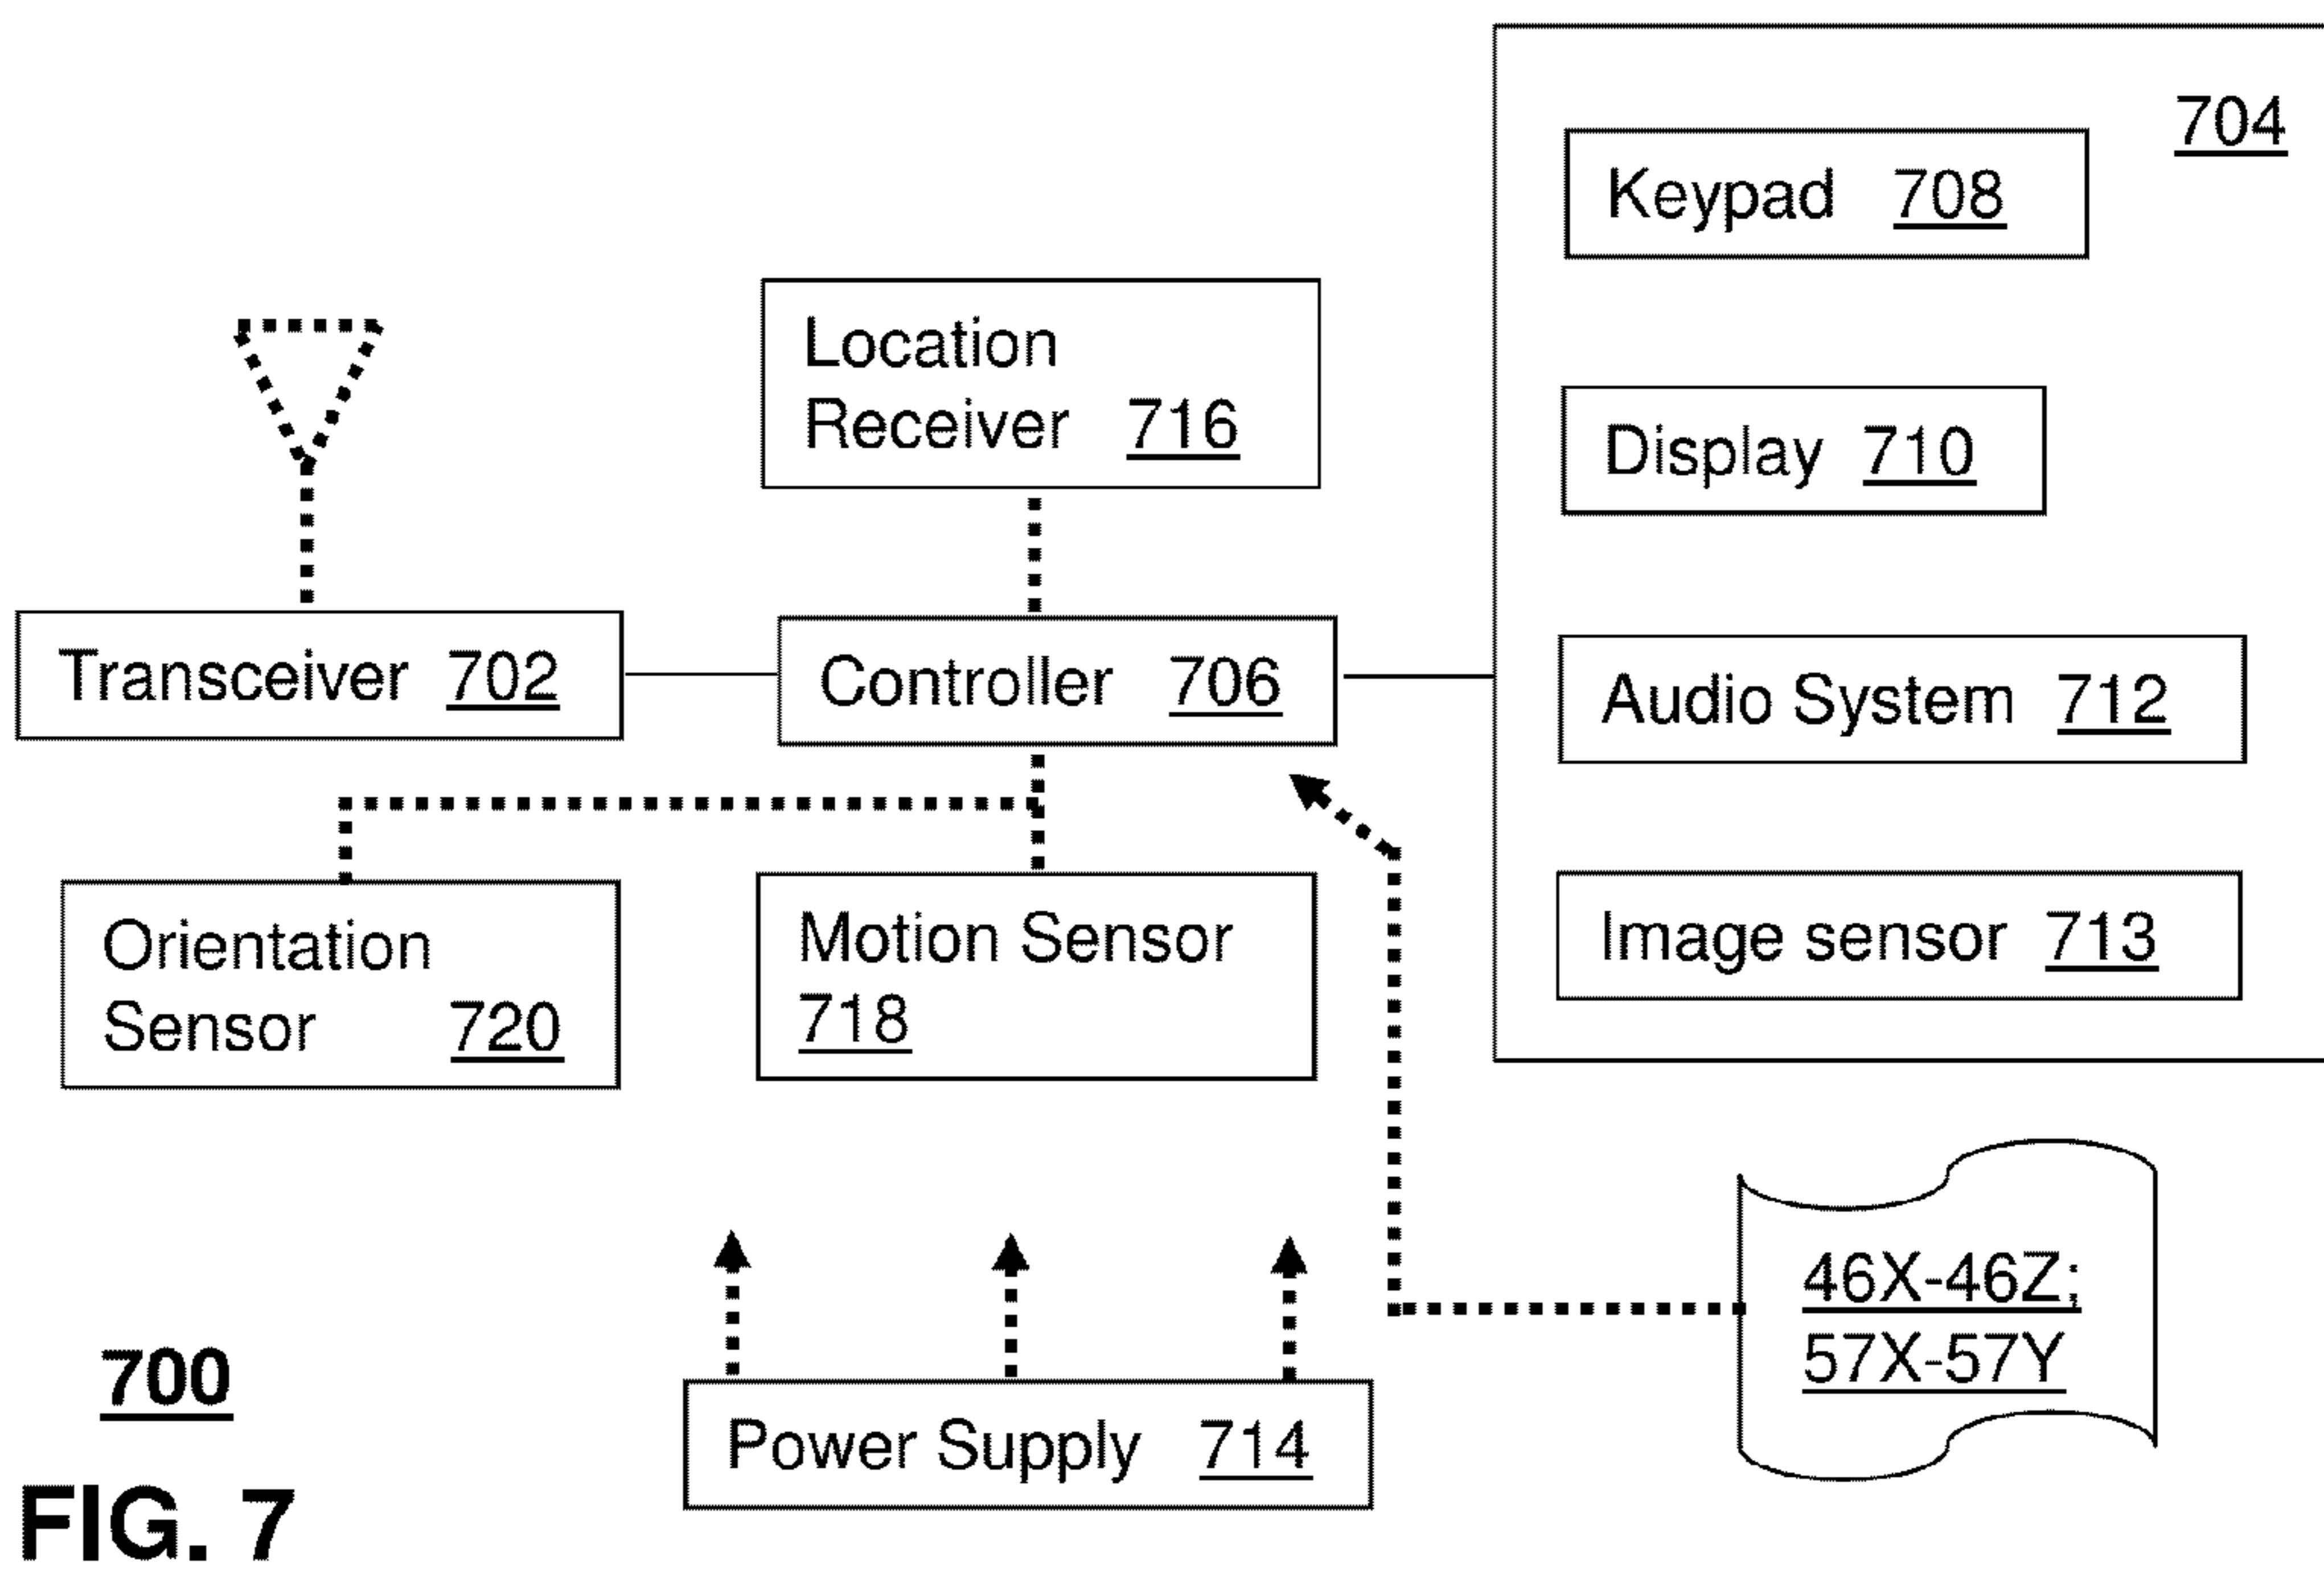 704
Keypad 708
Location
Receiver 716
Display 710
Transceiver 702
Controller 706
Audio System 712
Orientation
Sensor 720
Motion Sensor
718
Image sensor 713
46X-46Z;
57X-57Y
700
Power Supply 714
FIG. 7